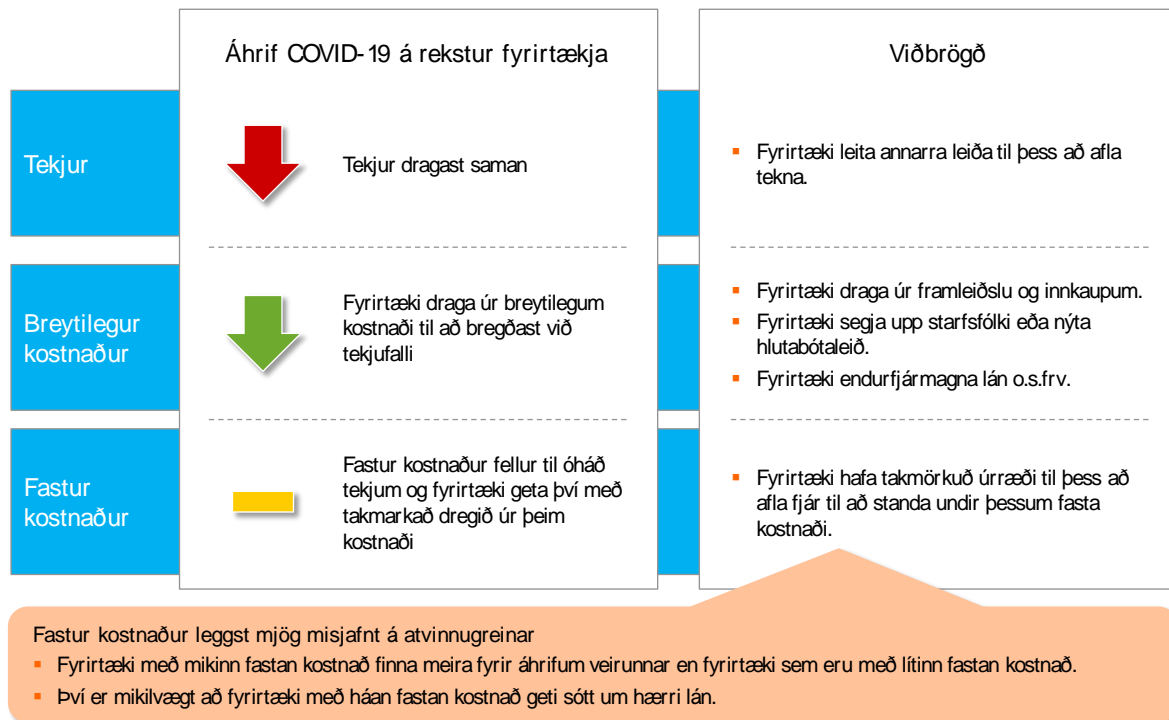 Áhrif COVID-19 á rekstur fyrirtækja
Viðbrögð
Tekjur
Tekjur dragast saman
Fyrirtæki leita annarra leiða til þess að afla
tekna.
Breytilegur
kostnaður
Fyrirtæki draga úr breytilegum
kostnaði til að bregðast við
tekjufalli
Fyrirtæki draga úr framleiðslu og innkaupum.
Fyrirtæki segja upp starfsfólki eða nýta
hlutabótaleið.
Fyrirtæki endurfjármagna lán o.s.frv.
Fastur
kostnaður
Fastur kostnaður fellur til óháð
tekjum og fyrirtæki geta því með
takmarkað dregið úr þeim
kostnaði
Fyrirtæki hafa takmörkuð úrræði til þess að
afla fjár til að standa undir þessum fasta
kostnaði.
Fastur kostnaður leggst mjög misjafnt á atvinnugreinar
Fyrirtæki með mikinn fastan kostnað finna meira fyrir áhrifum veirunnar en fyrirtæki sem eru með lítinn fastan kostnað.
Því er mikilvægt að fyrirtæki með háan fastan kostnað geti sótt um hærri lán.